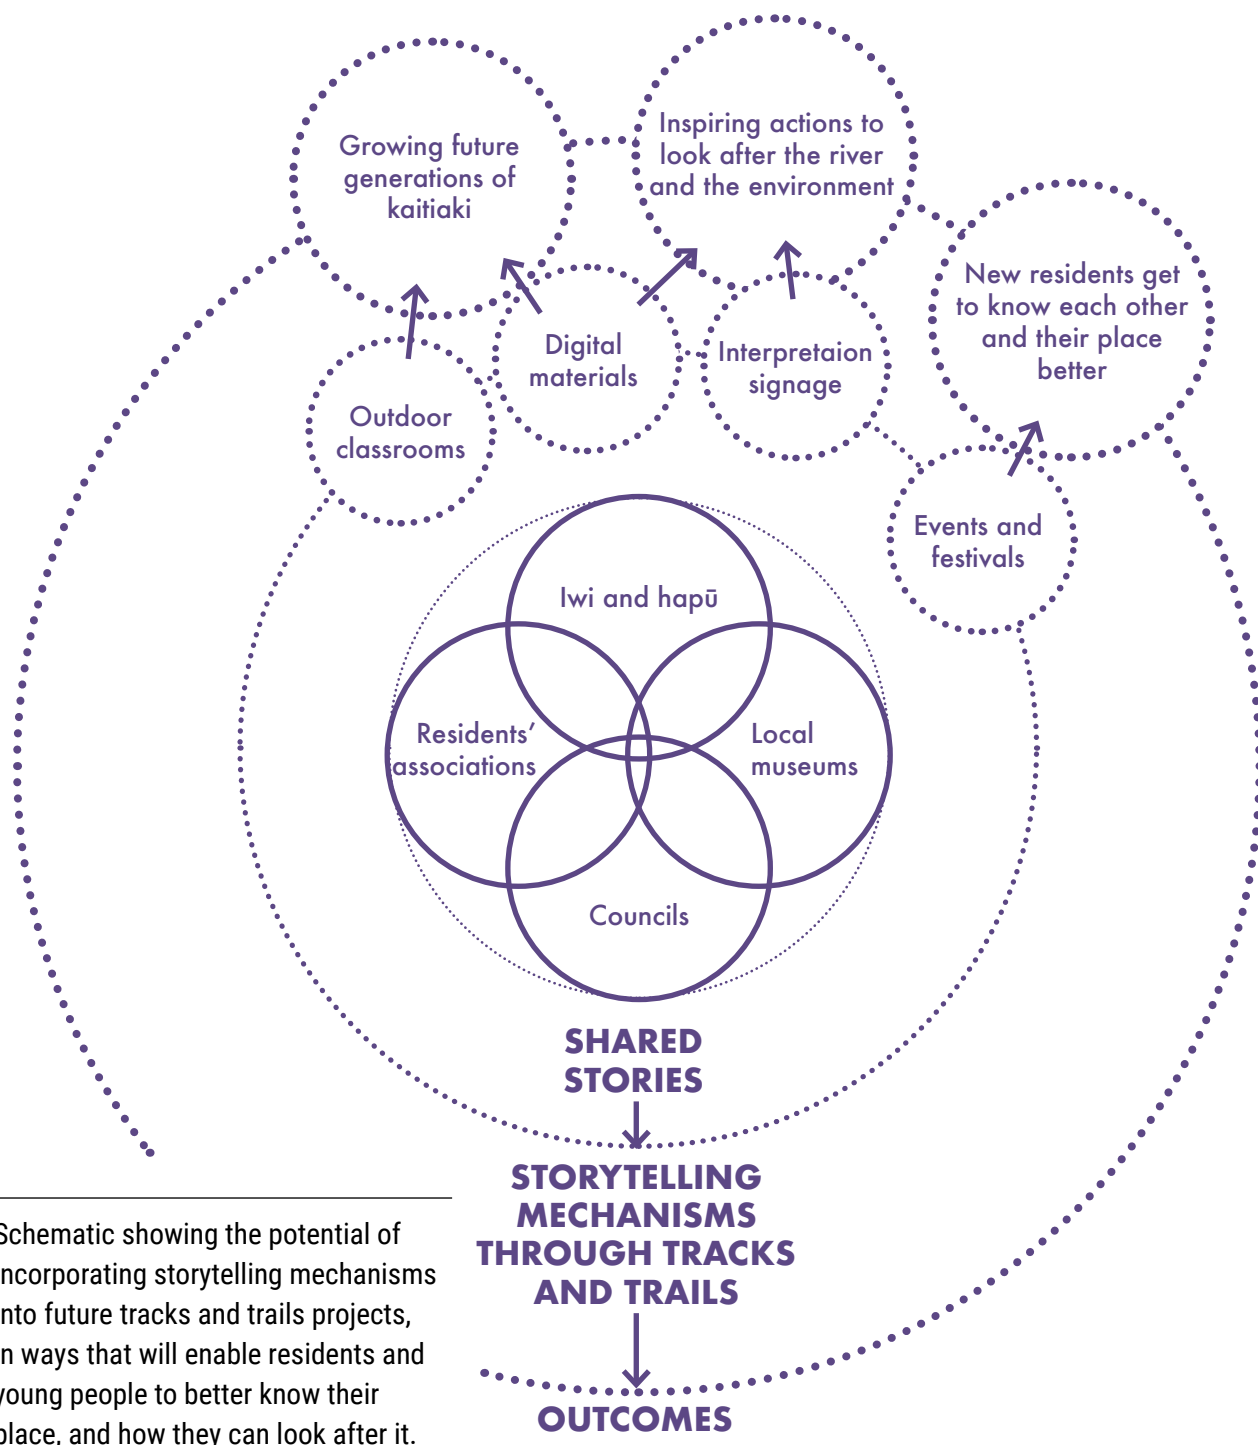 Growing future
generations of
kaitiaki
Inspiring actions to
look after the river
and the environment
New residents get
to know each other
and their place
better
Digital
materials
Interpretaion
signage
Outdoor
classrooms
Events and
festivals
Iwi and hapū
Residents’
associations
Local
museums
Councils
SHARED
STORIES
STORYTELLING
MECHANISMS
THROUGH TRACKS
AND TRAILS
OUTCOMES
Schematic showing the potential of
incorporating storytelling mechanisms
into future tracks and trails projects,
in ways that will enable residents and
young people to better know their
place, and how they can look after it.